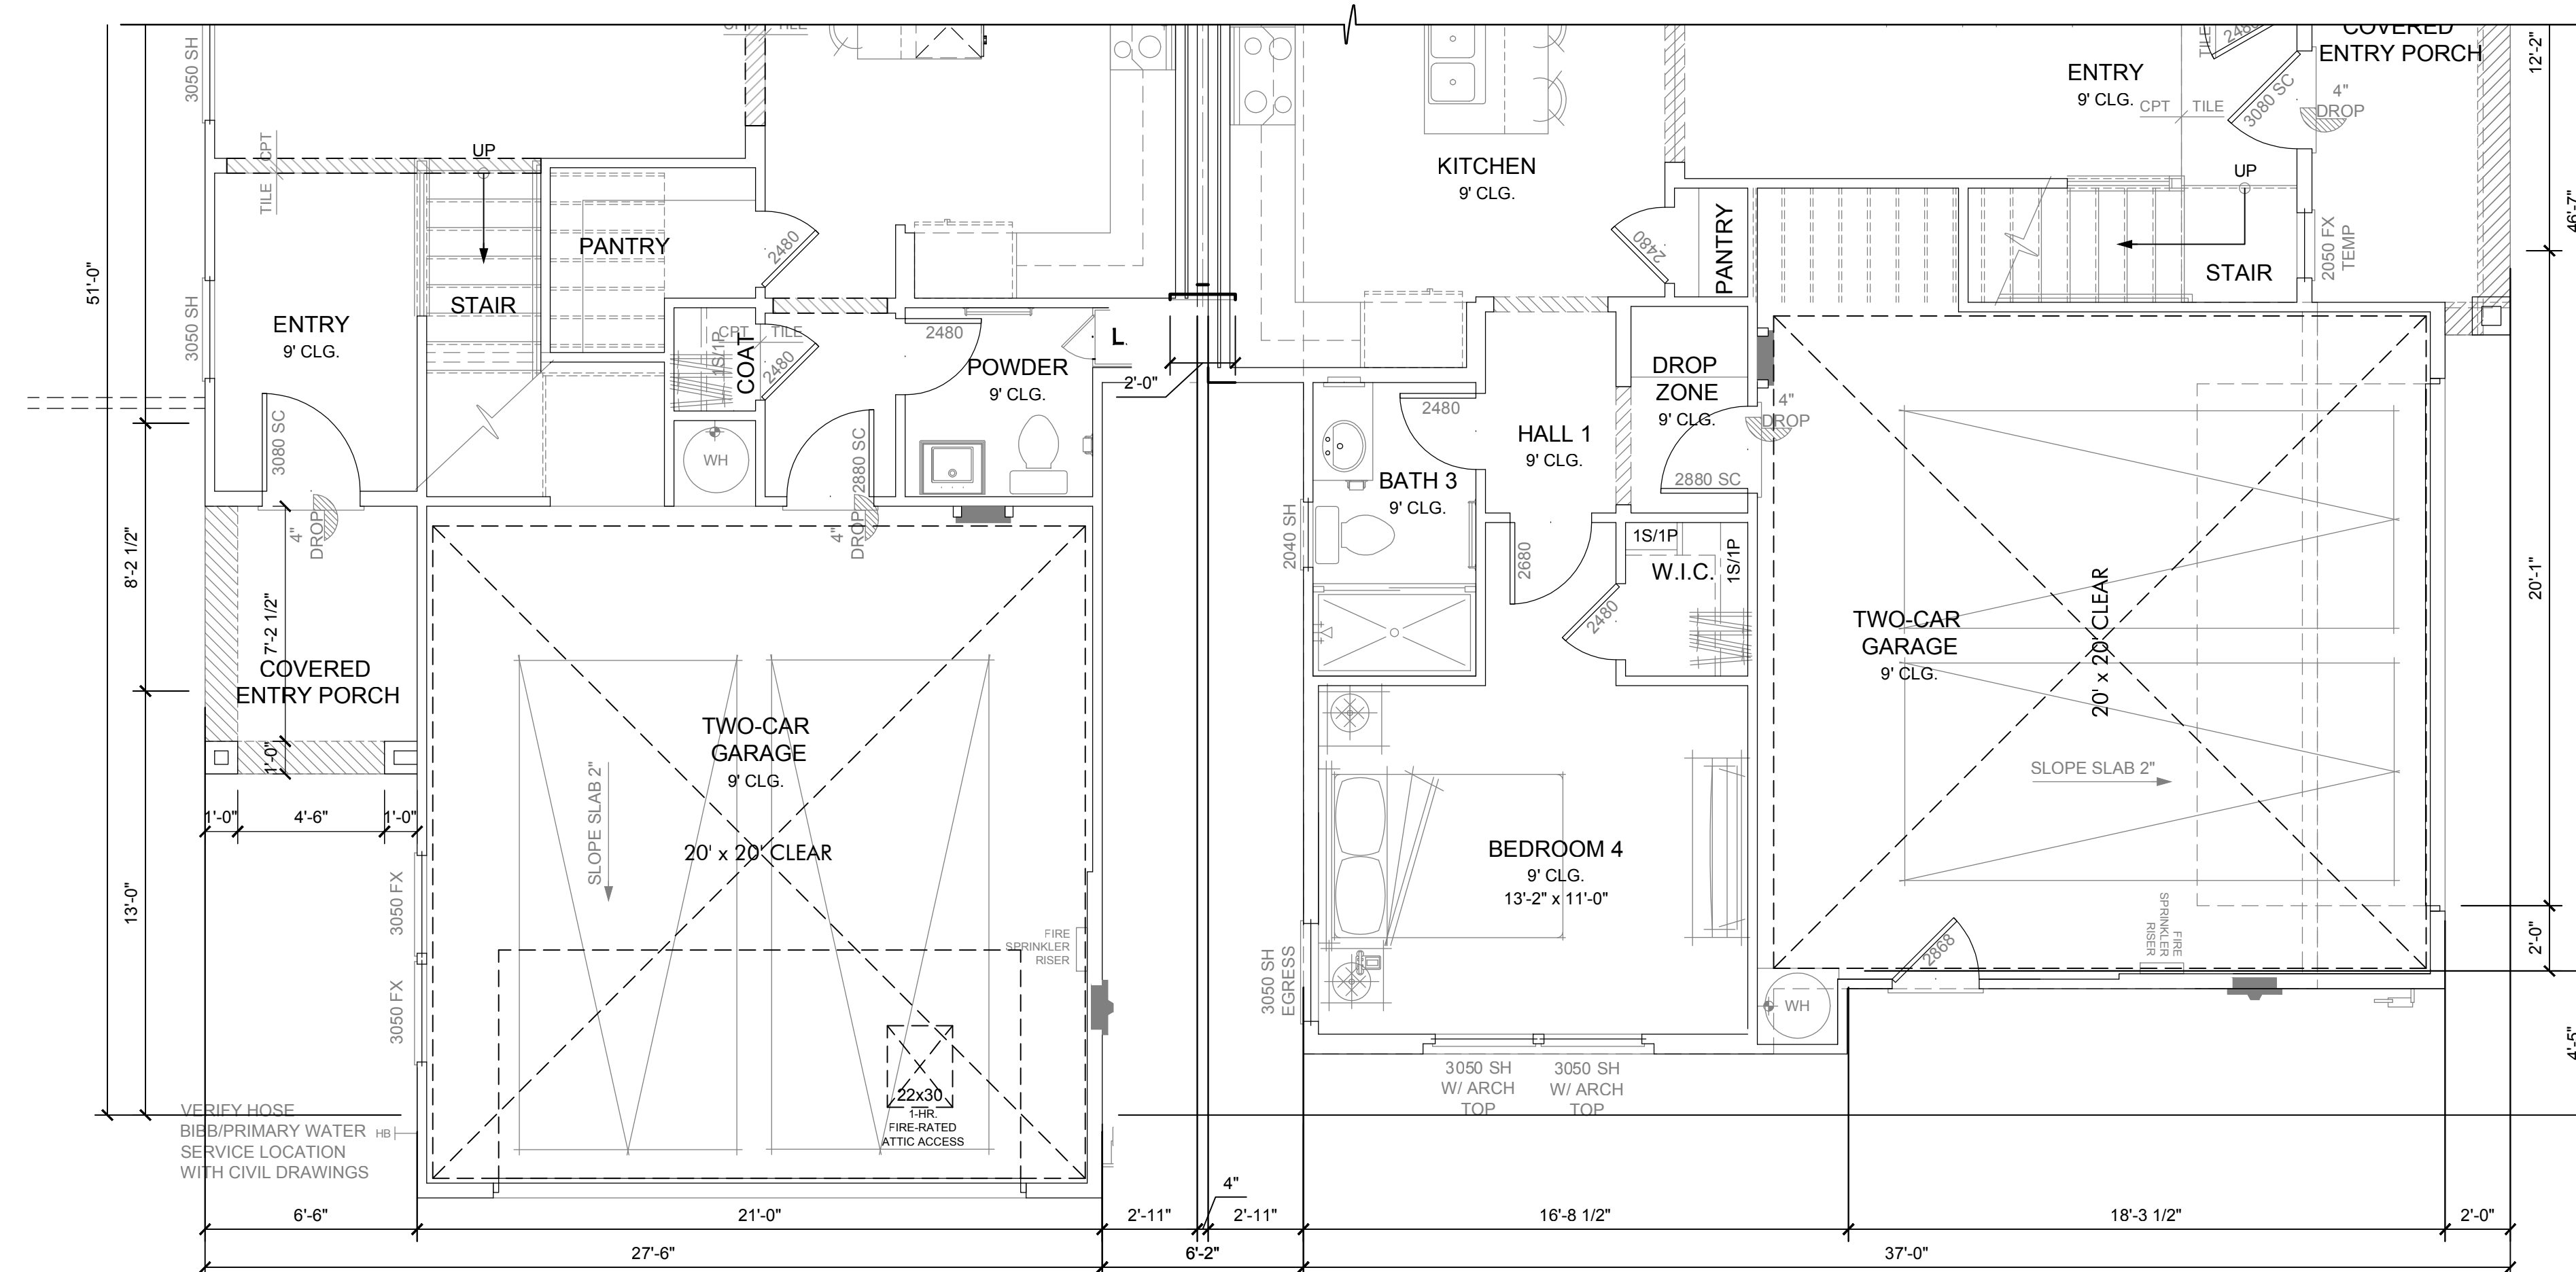 3050 SH
CPT
TILE
CPT
TILE
UP
3050 SH
ENTRY
9' CLG.
STAIR
PANTRY
2480
COAT
1S/1P
CPT
TILE
2480
2480
POWDER
9' CLG.
L.
2'-0"
WH
3080 SC
2880 SC
4"
DROP
4"
DROP
51'-0"
8'-2 1/2"
7'-2 1/2"
1'-0"
COVERED
ENTRY PORCH
1'-0"
4'-6"
1'-0"
13'-0"
3050 FX
3050 FX
TWO-CAR
GARAGE
9' CLG.
SLOPE SLAB 2"
20' x 20' CLEAR
FIRE
SPRINKLER
RISER
22x30
1-HR.
FIRE-RATED
ATTIC ACCESS
VERIFY HOSE
BIBB/PRIMARY WATER
SERVICE LOCATION
WITH CIVIL DRAWINGS
HB
KITCHEN
9' CLG.
2480
PANTRY
ENTRY
9' CLG.
CPT
TILE
TILE
2480
3080 SC
COVERED
ENTRY PORCH
4"
DROP
UP
STAIR
2050 FX
TEMP
12'-2"
46'-7"
DROP
ZONE
9' CLG.
2880 SC
4"
DROP
HALL 1
9' CLG.
2480
BATH 3
9' CLG.
2040 SH
2680
1S/1P
W.I.C.
1S/1P
2480
TWO-CAR
GARAGE
9' CLG.
20' x 20' CLEAR
SLOPE SLAB 2"
20'-1"
BEDROOM 4
9' CLG.
13'-2" x 11'-0"
3050 SH
EGRESS
FIRE
SPRINKLER
RISER
2868
WH
2'-0"
4'-5"
3050 SH
W/ ARCH
TOP
3050 SH
W/ ARCH
TOP
6'-6"
21'-0"
2'-11"
4"
2'-11"
16'-8 1/2"
18'-3 1/2"
2'-0"
27'-6"
6'-2"
37'-0"